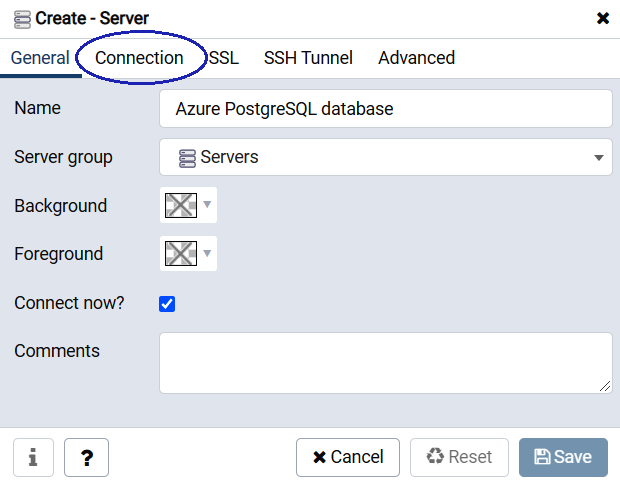 Create - Server
General Connection SSL SSH Tunnel Advanced
Name Azure PostgreSQL database
Server group Servers
Background
Foreground
Connect now?
Comments
i ? Cancel Reset Save